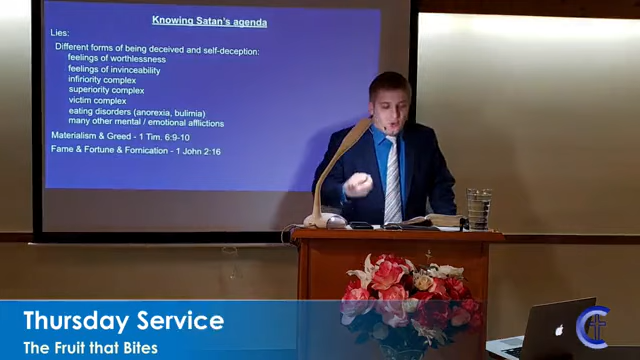 Knowing Satan's agenda
Lies:
Different forms of being deceived and self-deception:
feelings of worthlessness
feelings of invinceability
infiriority complex
superiority complex
victim complex
eating disorders (anorexia, bulimia)
many other mental / emotional afflictions
Materialism & Greed - 1 Tim. 6:9-10
Fame & Fortune & Fornication - 1 John 2:16
Thursday Service
The Fruit that Bites